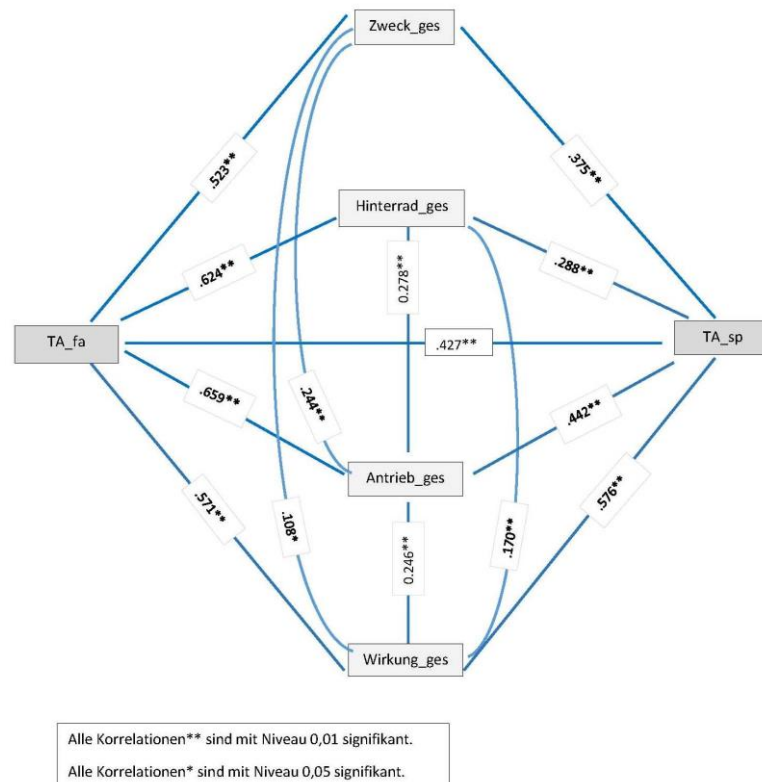 Zweck_ges
.523**
.375**
Hinterrad_ges
.624**
0.278**
.288**
TA_fa
.427**
TA_sp
.659**
.244**
.442**
Antrieb_ges
.571**
.108*
0.246**
.170**
.576**
Wirkung_ges
Alle Korrelationen** sind mit Niveau 0,01 signifikant.
Alle Korrelationen* sind mit Niveau 0,05 signifikant.